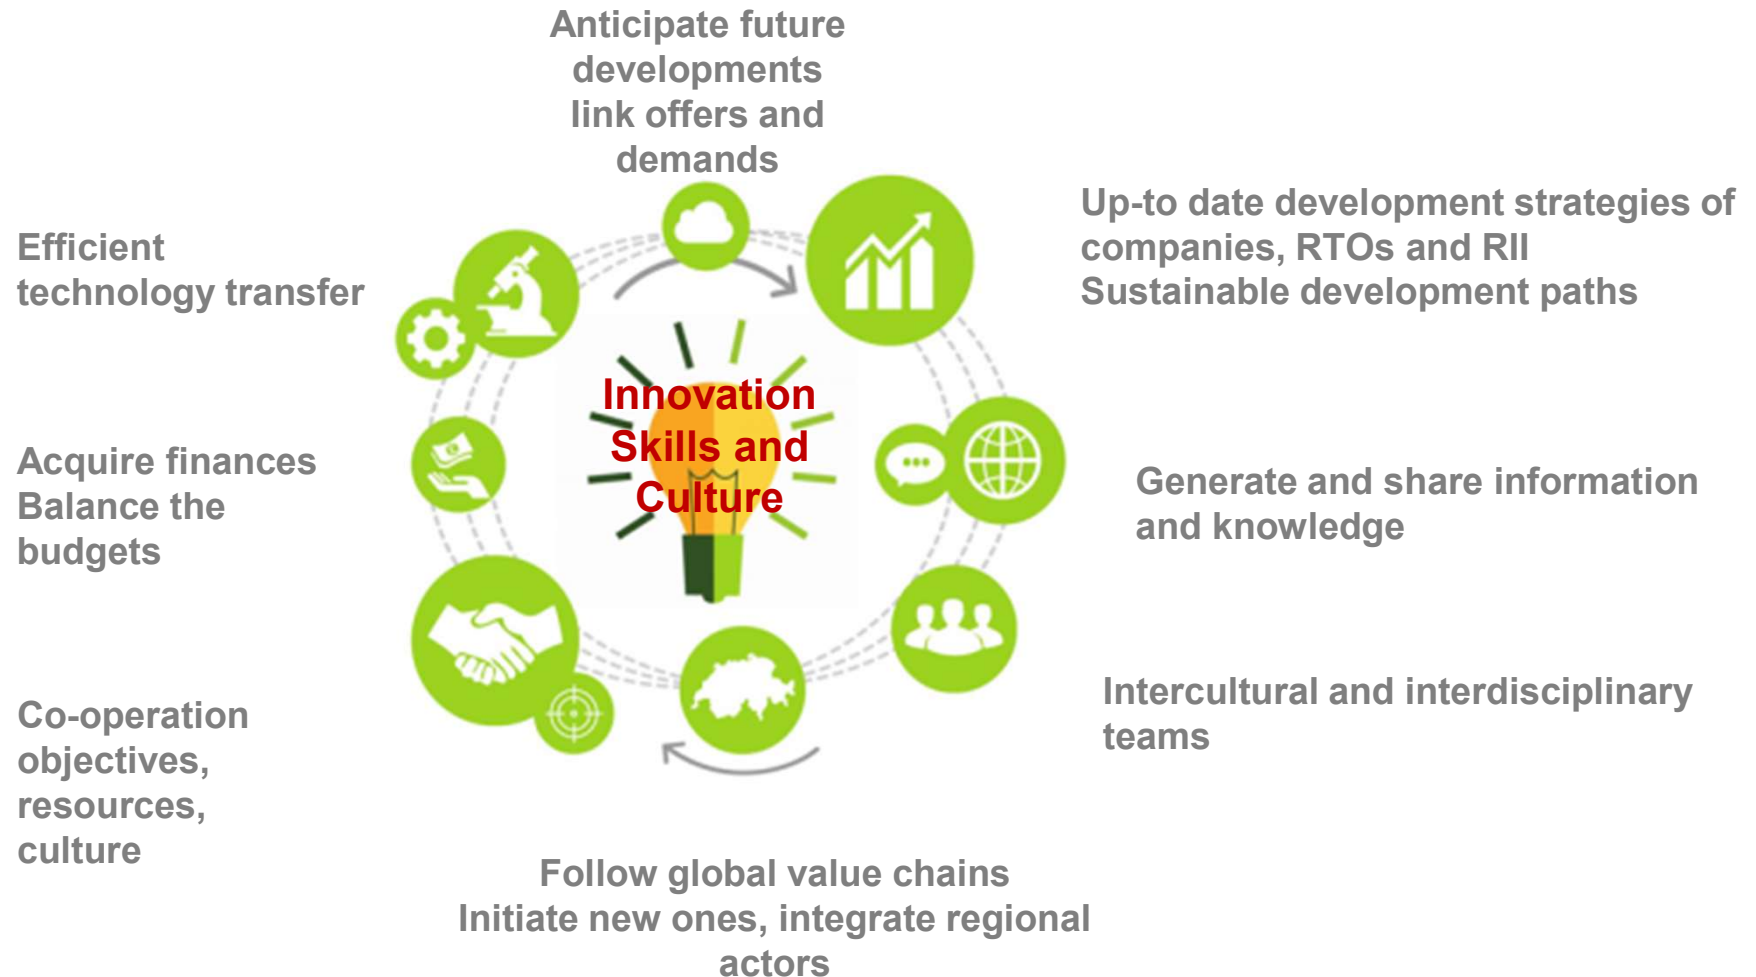 Anticipate future
developments
link offers and
demands
Up-to date development strategies of
companies, RTOs and RII
Sustainable development paths
Efficient
technology transfer
Innovation
Skills and
Culture
Acquire finances
Balance the
budgets
Generate and share information
and knowledge
Intercultural and interdisciplinary
teams
Co-operation
objectives,
resources,
culture
Follow global value chains
Initiate new ones, integrate regional
actors